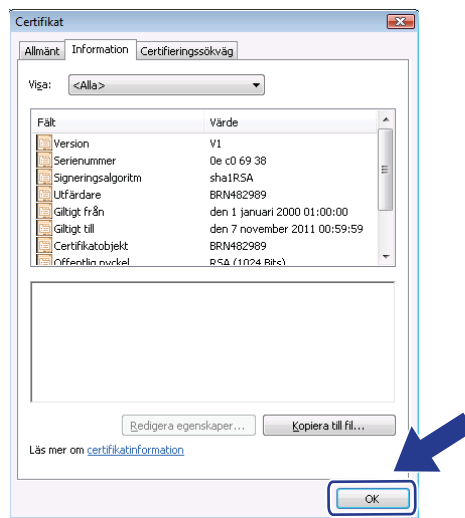 Certifikat
Allmänt Information Certifieringssökväg
Visa: <Alla>
Fält Värde
Version V1
Serienummer 0e c0 69 38
Signeringsalgoritm sha1RSA
Utfärdare BRN482989
Giltigt från den 1 januari 2000 01:00:00
Giltigt till den 7 november 2011 00:59:59
Certifikatobjekt BRN482989
Offentlig nyckel RSA (1024 Bits)
Redigera egenskaper... Kopiera till fil...
Läs mer om certifikatinformation
OK